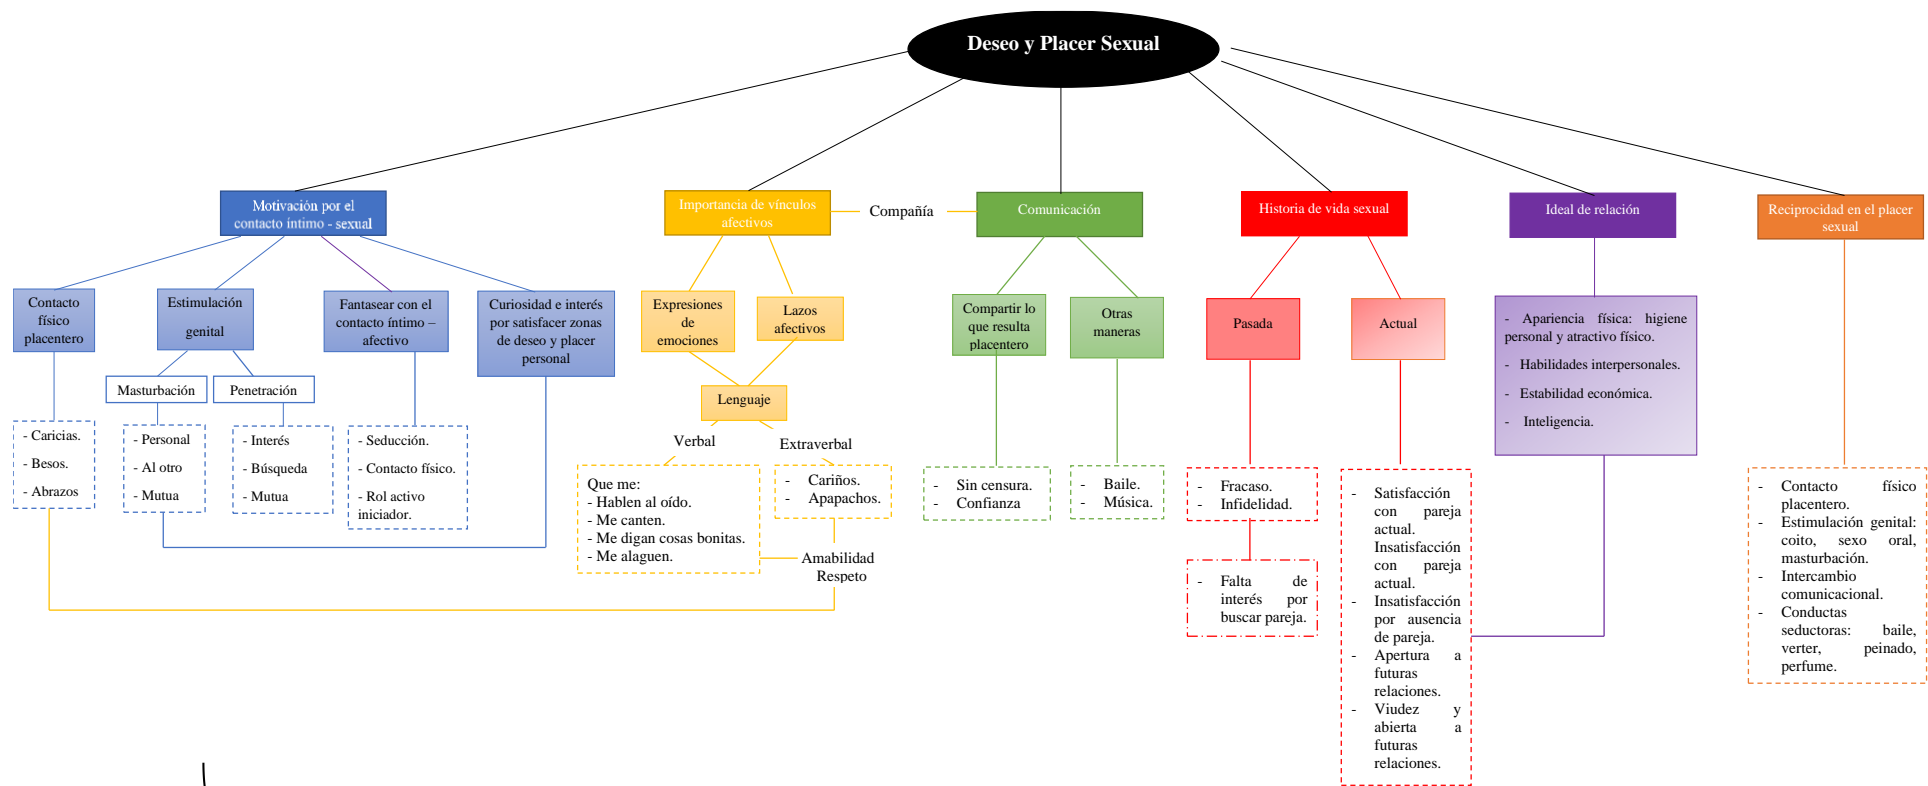 Deseo y Placer Sexual
Motivación por el
contacto íntimo - sexual
Importancia de vínculos
afectivos
Compañía
Comunicación
Historia de vida sexual
Ideal de relación
Reciprocidad en el placer
sexual
Contacto
físico
placentero
Estimulación
genital
Fantasear con el
contacto íntimo –
afectivo
Curiosidad e interés
por satisfacer zonas
de deseo y placer
personal
Expresiones
de
emociones
Lazos
afectivos
Compartir lo
que resulta
placentero
Otras
maneras
Pasada
Actual
- Apariencia física: higiene
personal y atractivo físico.
- Habilidades interpersonales.
- Estabilidad económica.
- Inteligencia.
Masturbación
Penetración
Lenguaje
Verbal
Extraverbal
- Caricias.
- Besos.
- Abrazos
- Personal
- Al otro
- Mutua
- Interés
- Búsqueda
- Mutua
- Seducción.
- Contacto físico.
- Rol activo
iniciador.
Que me:
- Hablen al oído.
- Me canten.
- Me digan cosas bonitas.
- Me alaguen.
- Cariños.
- Apapachos.
Amabilidad
Respeto
- Sin censura.
- Confianza
- Baile.
- Música.
- Fracaso.
- Infidelidad.
- Falta de
interés por
buscar pareja.
- Satisfacción
con pareja
actual.
Insatisfacción
con pareja
actual.
- Insatisfacción
por ausencia
de pareja.
- Apertura a
futuras
relaciones.
- Viudez y
abierta a
futuras
relaciones.
- Contacto físico
placentero.
- Estimulación genital:
coito, sexo oral,
masturbación.
- Intercambio
comunicacional.
- Conductas
seductoras: baile,
verter, peinado,
perfume.